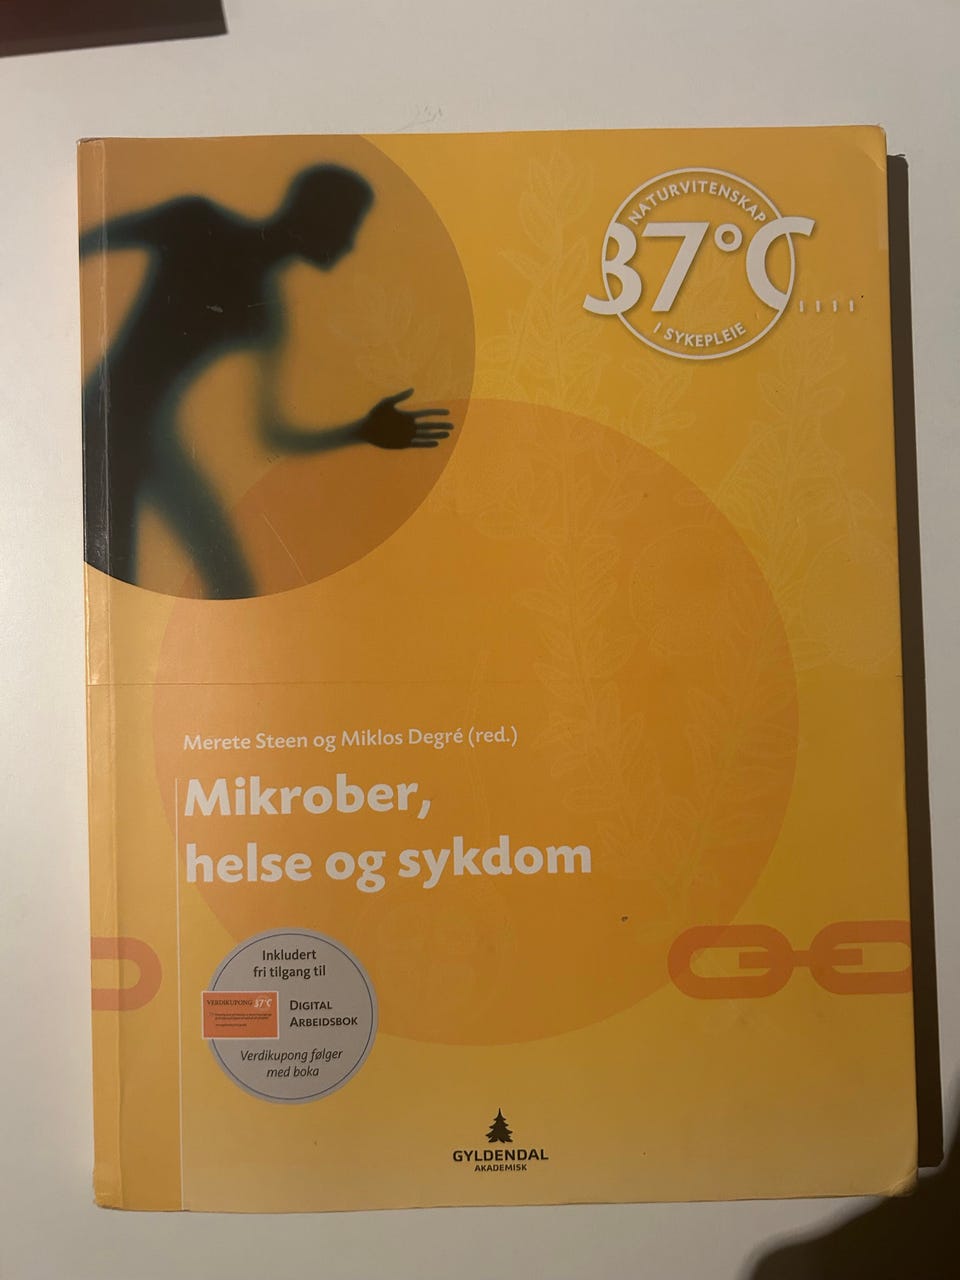 NATURVITENSKAP
37°C
I SYKEPLEIE
Merete Steen og Miklos Degré (red.)
Mikrober,
helse og sykdom
Inkludert
fri tilgang til
VERDIKUPONG 37°C
DIGITAL
ARBEIDSBOK
Verdikupong følger
med boka
GYLDENDAL
AKADEMISK